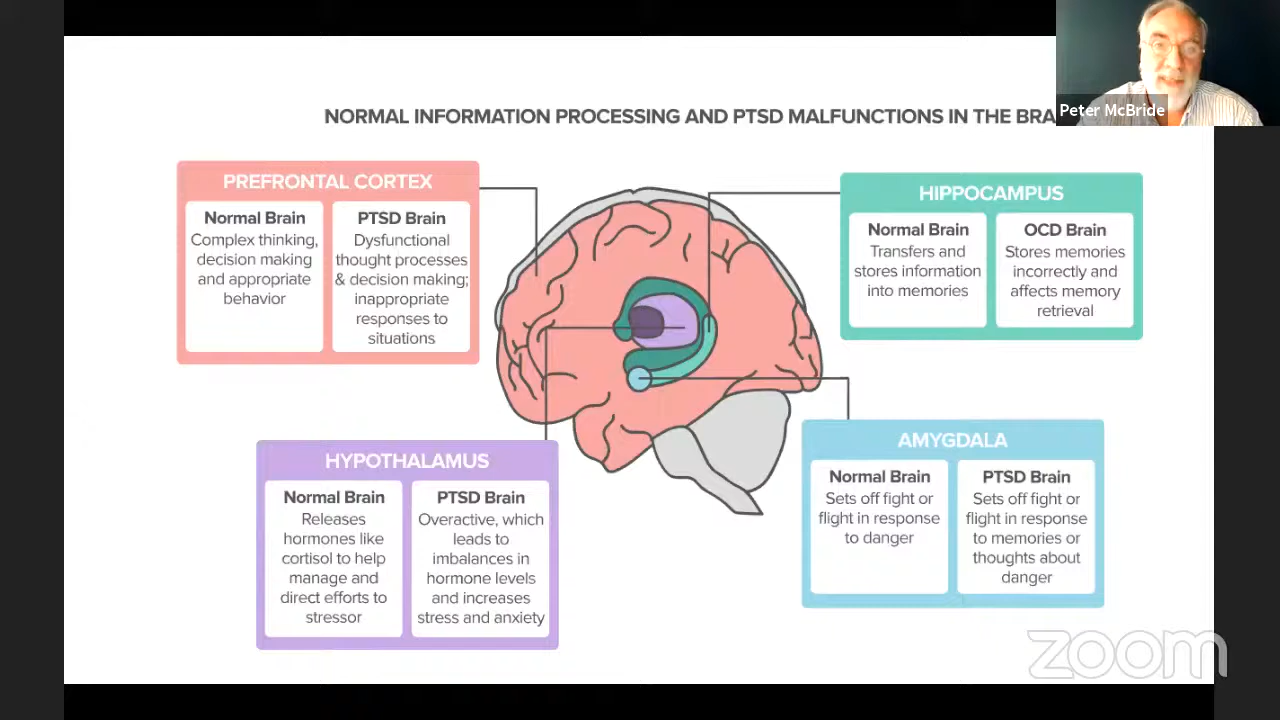 NORMAL INFORMATION PROCESSING AND PTSD MALFUNCTIONS IN THE BRA
Peter McBride
PREFRONTAL CORTEX
Normal Brain
Complex thinking,
decision making
and appropriate
behavior
PTSD Brain
Dysfunctional
thought processes
& decision making;
inappropriate
responses to
situations
HIPPOCAMPUS
Normal Brain
Transfers and
stores information
into memories
OCD Brain
Stores memories
incorrectly and
affects memory
retrieval
HYPOTHALAMUS
Normal Brain
Releases
hormones like
cortisol to help
manage and
direct efforts to
stressor
PTSD Brain
Overactive, which
leads to
imbalances in
hormone levels
and increases
stress and anxiety
AMYGDALA
Normal Brain
Sets off fight or
flight in response
to danger
PTSD Brain
Sets off fight or
flight in response
to memories or
thoughts about
danger
zoom